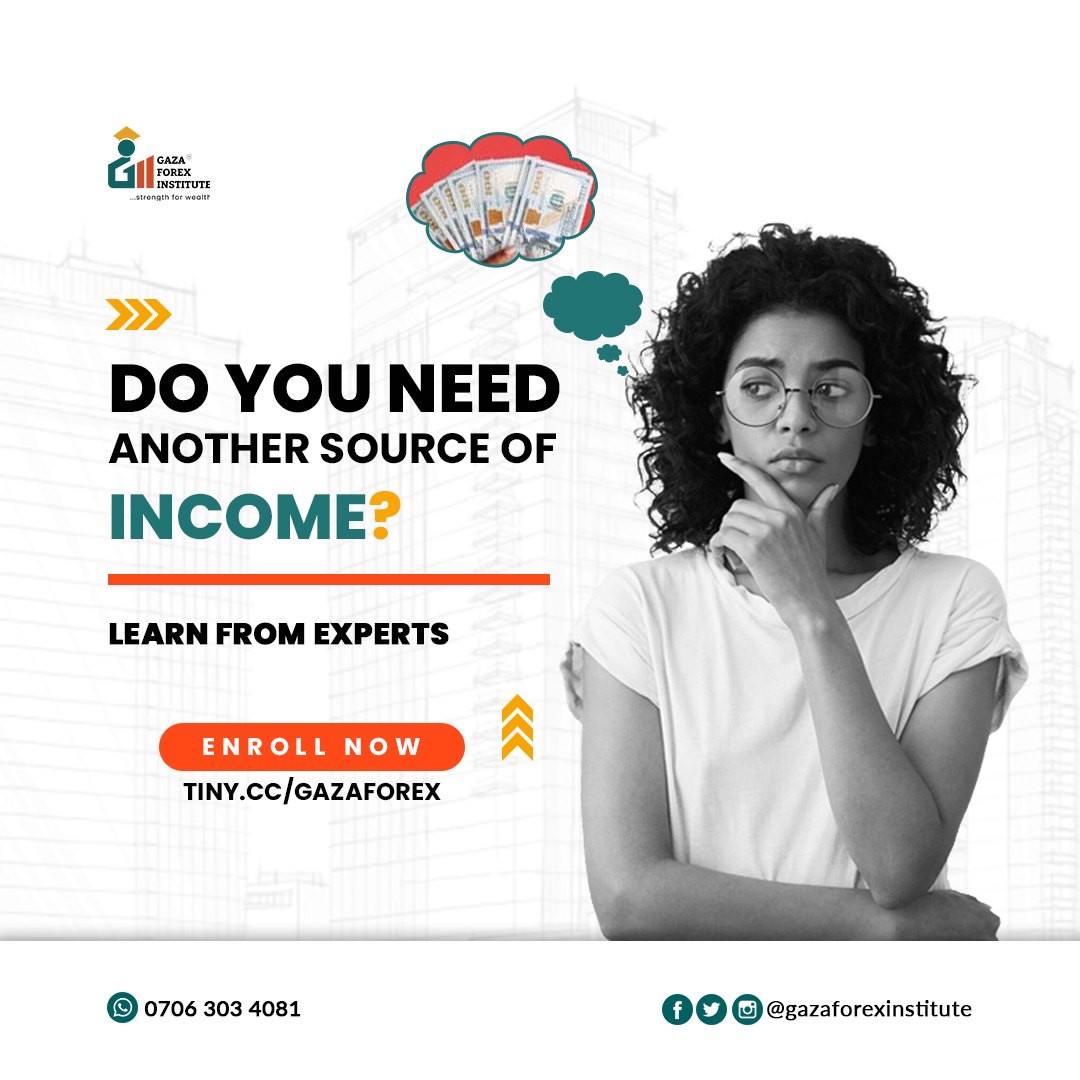 GAZA®
FOREX
INSTITUTE
...strength for wealth
DO YOU NEED
ANOTHER SOURCE OF
INCOME?
LEARN FROM EXPERTS
ENROLL NOW
TINY.CC/GAZAFOREX
0706 303 4081
@gazaforexinstitute